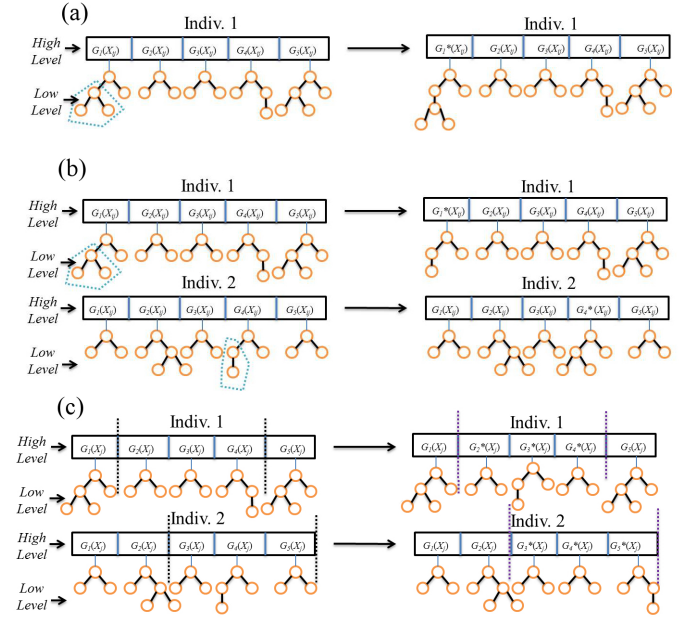 (a)
Indiv. 1
Indiv. 1
High Level
G1(Xij) G2(Xij) G3(Xij) G4(Xij) G5(Xij)
G1*(Xij) G2(Xij) G3(Xij) G4(Xij) G5(Xij)
Low Level
(b)
Indiv. 1
Indiv. 1
High Level
G1(Xij) G2(Xij) G3(Xij) G4(Xij) G5(Xij)
G1*(Xij) G2(Xij) G3(Xij) G4(Xij) G5(Xij)
Low Level
Indiv. 2
Indiv. 2
High Level
G1(Xij) G2(Xij) G3(Xij) G4(Xij) G5(Xij)
G1(Xij) G2(Xij) G3(Xij) G4*(Xij) G5(Xij)
Low Level
(c)
Indiv. 1
Indiv. 1
High Level
G1(Xj) G2(Xj) G3(Xj) G4(Xj) G5(Xj)
G1(Xj) G2*(Xj) G3*(Xj) G4*(Xj) G5(Xj)
Low Level
Indiv. 2
Indiv. 2
High Level
G1(Xj) G2(Xj) G3(Xj) G4(Xj) G5(Xj)
G1(Xj) G2(Xj) G3*(Xj) G4*(Xj) G5*(Xj)
Low Level